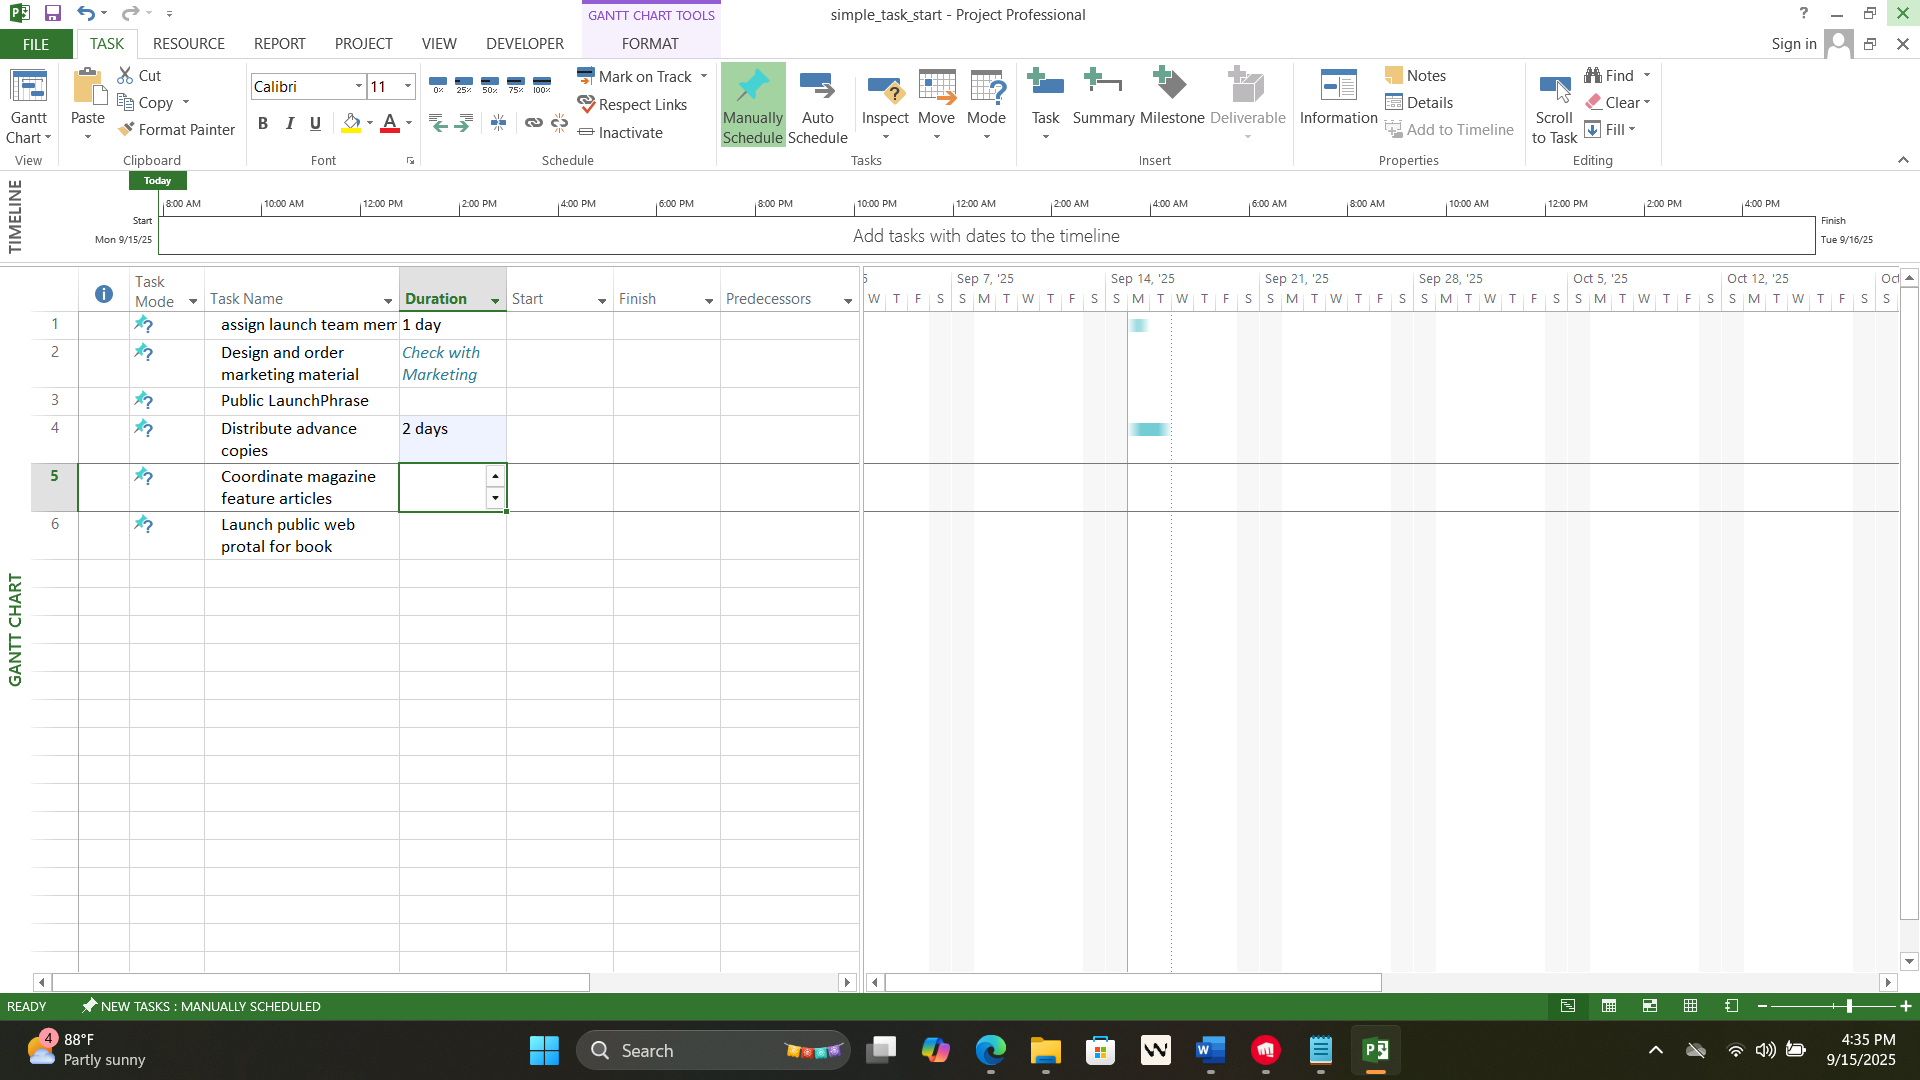 GANTT CHART TOOLS
simple_task_start - Project Professional
FILE TASK RESOURCE REPORT PROJECT VIEW DEVELOPER FORMAT
Sign in
Gantt Chart
View
Paste
Cut
Copy
Format Painter
Clipboard
Calibri 11
B I U A
Font
0% 25% 50% 75% 100%
Mark on Track
Respect Links
Inactivate
Schedule
Manually Schedule
Auto Schedule
Inspect
Move
Mode
Tasks
Task
Summary
Milestone
Deliverable
Insert
Information
Notes
Details
Add to Timeline
Properties
Scroll to Task
Find
Clear
Fill
Editing
TIMELINE
Today
8:00 AM 10:00 AM 12:00 PM 2:00 PM 4:00 PM 6:00 PM 8:00 PM 10:00 PM 12:00 AM 2:00 AM 4:00 AM 6:00 AM 8:00 AM 10:00 AM 12:00 PM 2:00 PM 4:00 PM
Start
Mon 9/15/25
Add tasks with dates to the timeline
Finish
Tue 9/16/25
Task Mode Task Name Duration Start Finish Predecessors
5 Sep 7, '25 Sep 14, '25 Sep 21, '25 Sep 28, '25 Oct 5, '25 Oct 12, '25 Oct
W T F S S M T W T F S S M T W T F S S M T W T F S S M T W T F S S M T W T F S S M T W T F S S
1 assign launch team mem 1 day
2 Design and order marketing material Check with Marketing
3 Public LaunchPhrase
4 Distribute advance copies 2 days
5 Coordinate magazine feature articles
6 Launch public web protal for book
GANTT CHART
READY NEW TASKS : MANUALLY SCHEDULED
4
88°F
Partly sunny
Search
4:35 PM
9/15/2025